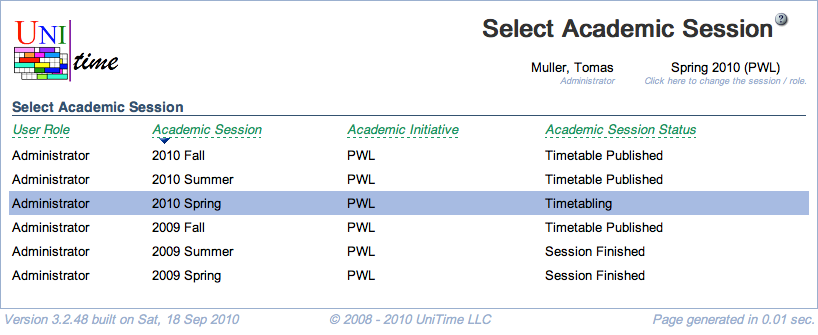 UNI
time
Select Academic Session ?
Muller, Tomas Spring 2010 (PWL)
Administrator Click here to change the session / role.
Select Academic Session
User Role Academic Session Academic Initiative Academic Session Status
Administrator 2010 Fall PWL Timetable Published
Administrator 2010 Summer PWL Timetable Published
Administrator 2010 Spring PWL Timetabling
Administrator 2009 Fall PWL Timetable Published
Administrator 2009 Summer PWL Session Finished
Administrator 2009 Spring PWL Session Finished
Version 3.2.48 built on Sat, 18 Sep 2010 © 2008 - 2010 UniTime LLC Page generated in 0.01 sec.